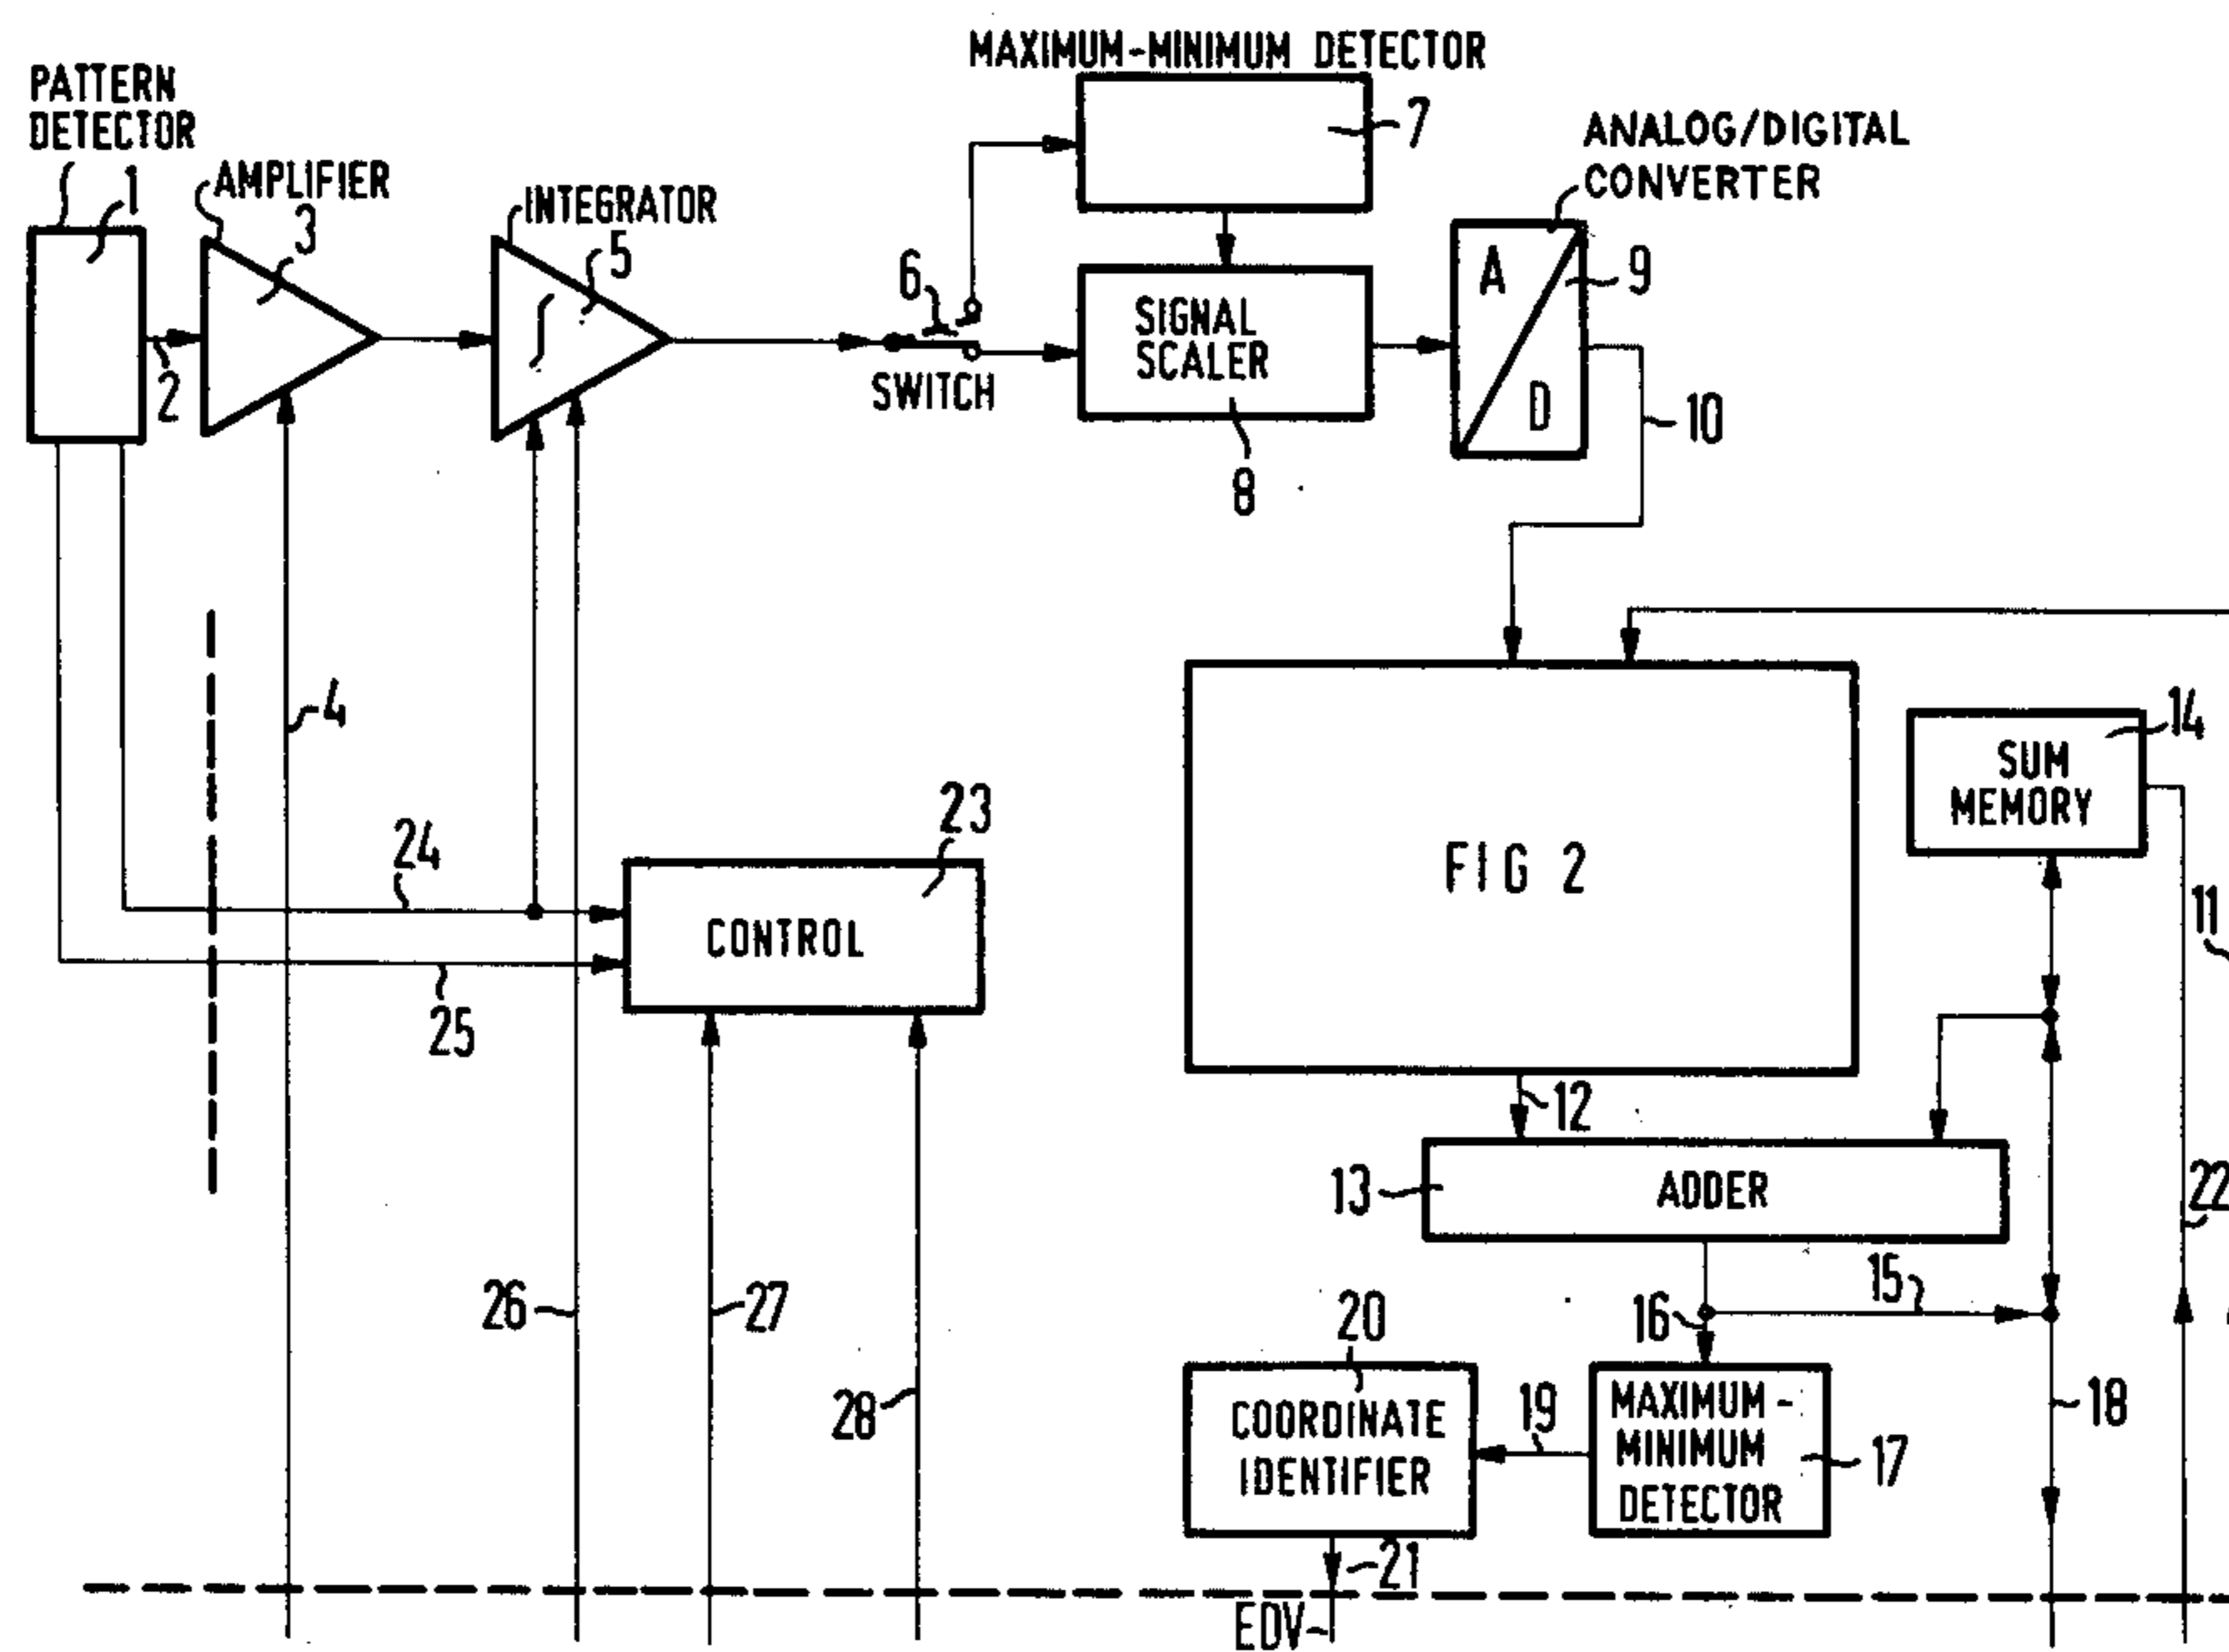 MAXIMUM-MINIMUM DETECTOR
PATTERN
DETECTOR
1
AMPLIFIER
3
INTEGRATOR
5
7
ANALOG/DIGITAL
CONVERTER
6
SWITCH
SIGNAL
SCALER
8
A
D
9
2
10
4
FIG 2
14
SUM
MEMORY
23
24
CONTROL
25
11
12
13
ADDER
22
15
16
26
27
28
20
COORDINATE
IDENTIFIER
19
MAXIMUM-
MINIMUM
DETECTOR
17
18
21
EDV